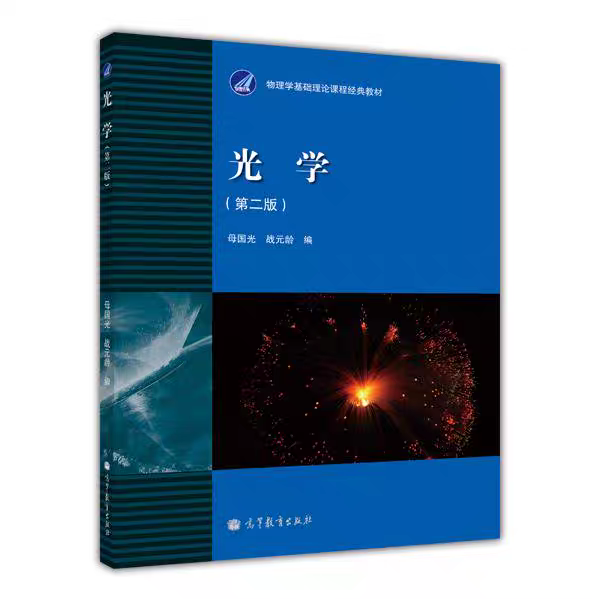 物理学基础理论课程经典教材
光学
(第二版)
母国光 战元龄 编
高等教育出版社
光学(第二版)
母国光 战元龄 编
高等教育出版社